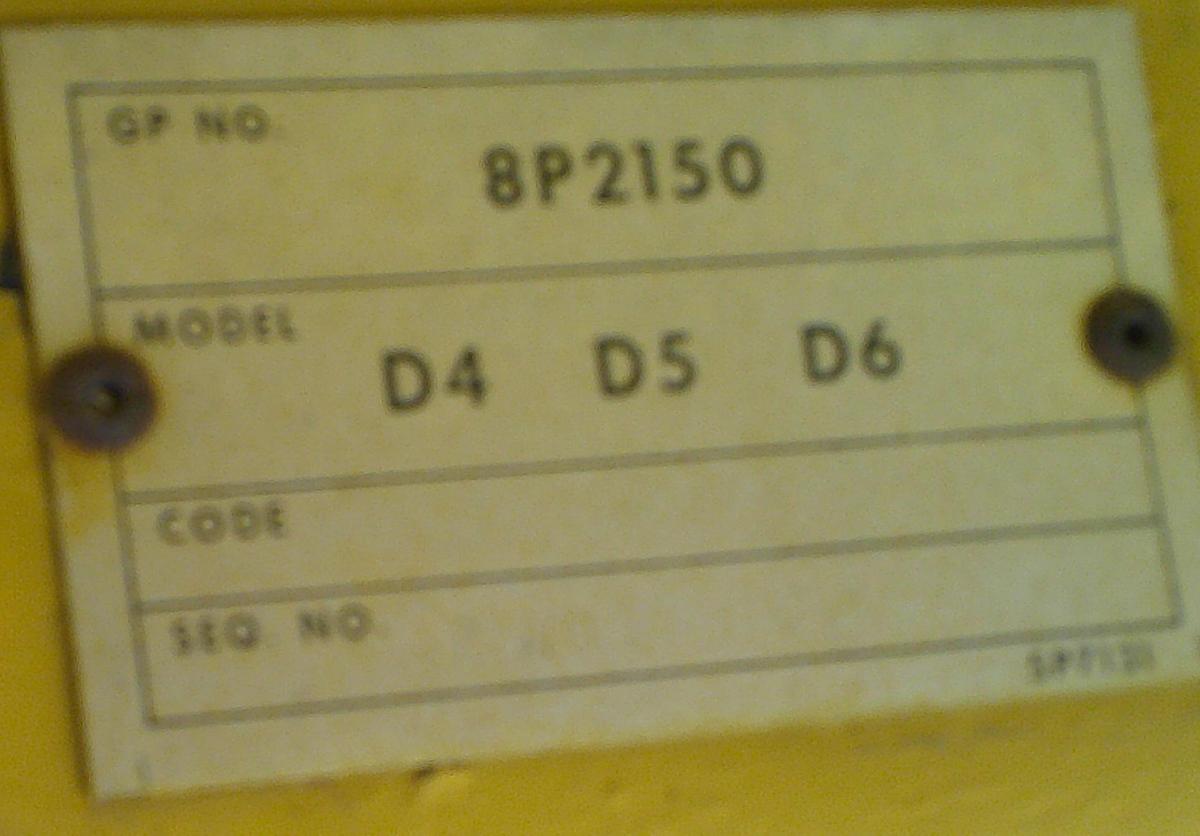 GP NO.
8P2150
MODEL
D4 D5 D6
CODE
SEQ. NO.